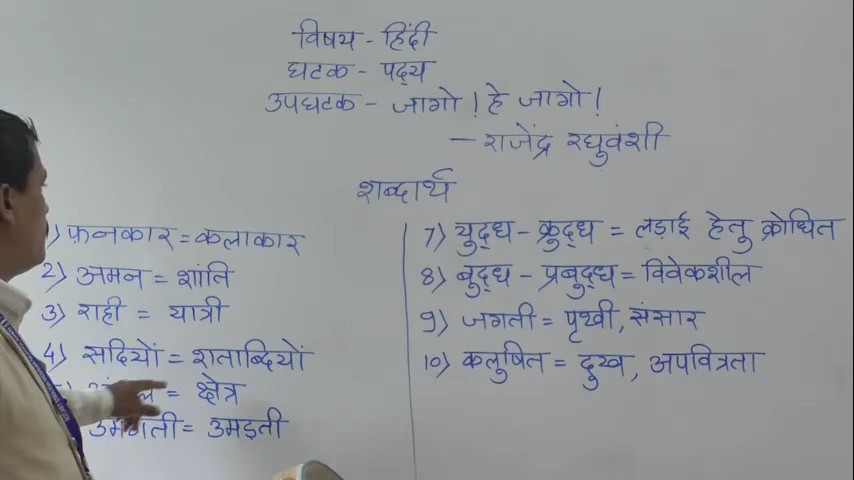 विषय - हिंदी
घटक - पद्य
उपघटक - जागो ! हे जागो !
- राजेंद्र रघुवंशी
शब्दार्थ
1) फ़नकार = कलाकार
2) अमन = शांति
3) राही = यात्री
4) सदियों = शताब्दियों
= क्षेत्र
उमगती = उमड़ती
7) युद्ध - क्रुद्ध = लड़ाई हेतु क्रोधित
8) बुद्ध - प्रबुद्ध = विवेकशील
9) जगती = पृथ्वी, संसार
10) कलुषित = दुख, अपवित्रता